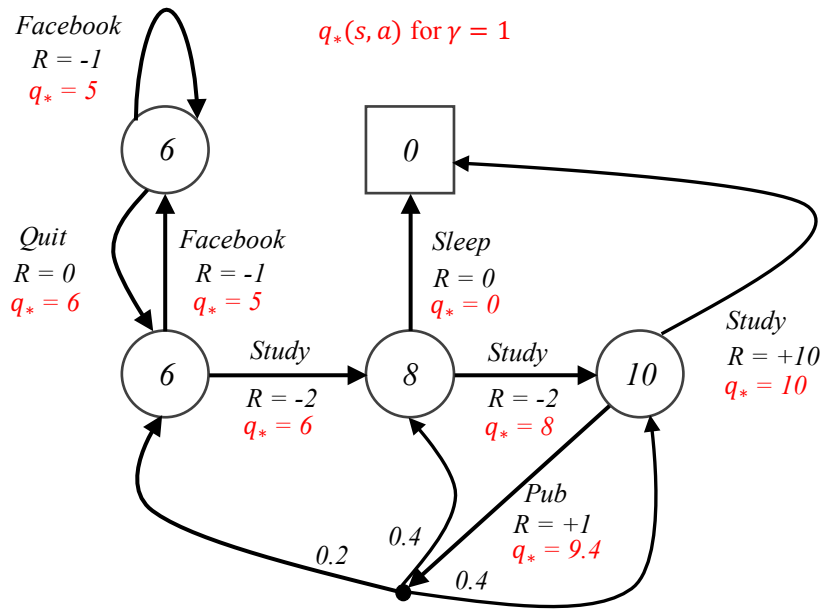 Facebook
R = -1
q* = 5
q*(s, a) for γ = 1
6
0
Quit
R = 0
q* = 6
Facebook
R = -1
q* = 5
Sleep
R = 0
q* = 0
Study
R = +10
q* = 10
6
Study
R = -2
q* = 6
8
Study
R = -2
q* = 8
10
Pub
R = +1
q* = 9.4
0.2
0.4
0.4